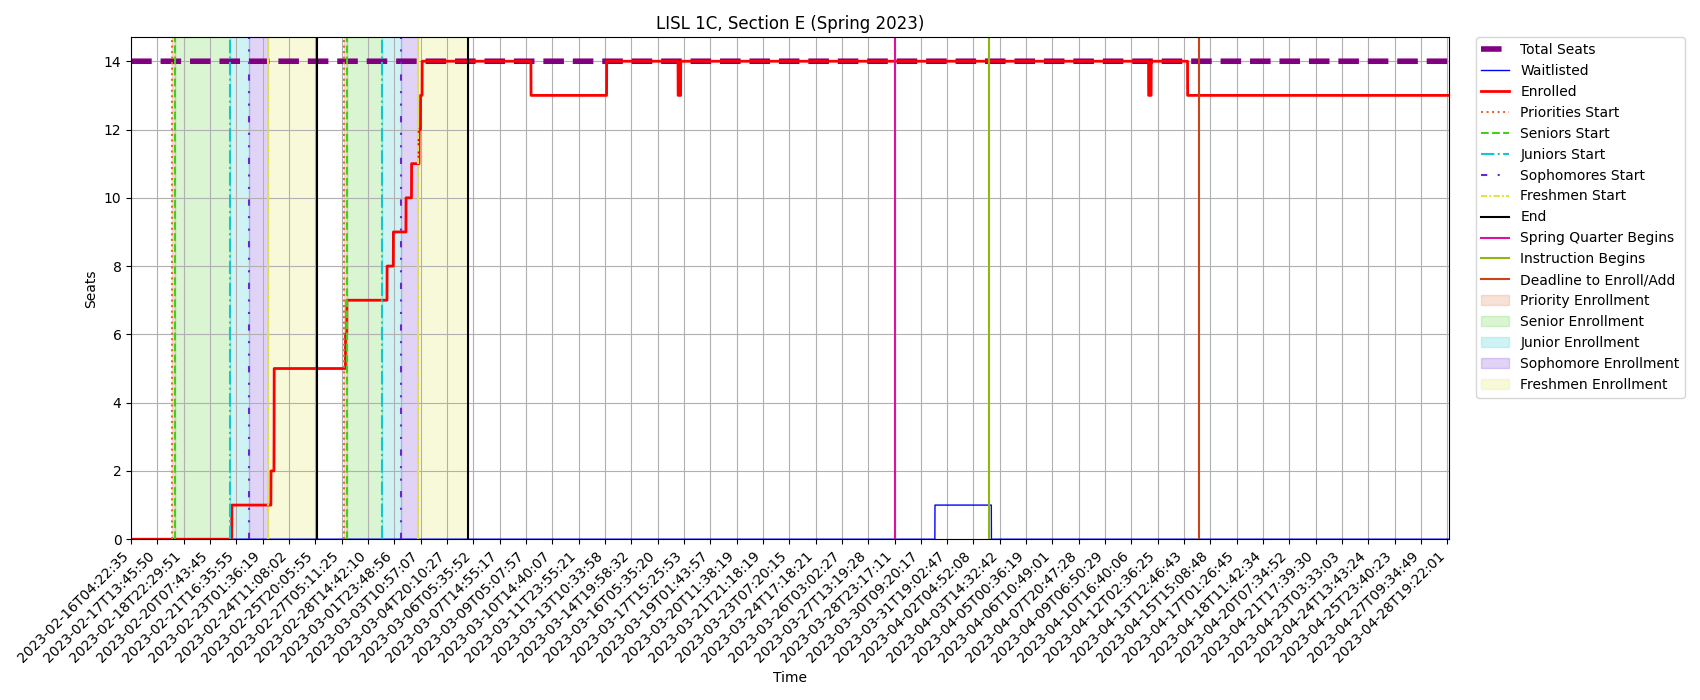 LISL 1C, Section E (Spring 2023)
Seats
14
12
10
8
6
4
2
0
2023-02-16T04:22:35
2023-02-17T13:45:50
2023-02-18T22:29:51
2023-02-20T07:43:45
2023-02-21T16:35:55
2023-02-23T01:36:19
2023-02-24T11:08:02
2023-02-25T20:05:55
2023-02-27T05:11:25
2023-02-28T14:42:10
2023-03-01T23:48:56
2023-03-03T10:57:07
2023-03-04T20:10:27
2023-03-06T05:35:52
2023-03-07T14:55:17
2023-03-09T05:07:57
2023-03-10T14:40:07
2023-03-11T23:55:21
2023-03-13T10:33:58
2023-03-14T19:58:32
2023-03-16T05:35:20
2023-03-17T15:25:53
2023-03-19T01:43:57
2023-03-20T11:38:19
2023-03-21T21:18:19
2023-03-23T07:20:15
2023-03-24T17:18:21
2023-03-26T03:02:27
2023-03-27T13:19:28
2023-03-28T23:17:11
2023-03-30T09:20:17
2023-03-31T19:02:47
2023-04-02T04:52:08
2023-04-03T14:32:42
2023-04-05T00:36:19
2023-04-06T10:49:01
2023-04-07T20:47:28
2023-04-09T06:50:29
2023-04-10T16:40:06
2023-04-12T02:36:25
2023-04-13T12:46:43
2023-04-15T15:08:48
2023-04-17T01:26:45
2023-04-18T11:42:34
2023-04-20T07:34:52
2023-04-21T17:39:30
2023-04-23T03:33:03
2023-04-24T13:43:24
2023-04-25T23:40:23
2023-04-27T09:34:49
2023-04-28T19:22:01
Time
Total Seats
Waitlisted
Enrolled
Priorities Start
Seniors Start
Juniors Start
Sophomores Start
Freshmen Start
End
Spring Quarter Begins
Instruction Begins
Deadline to Enroll/Add
Priority Enrollment
Senior Enrollment
Junior Enrollment
Sophomore Enrollment
Freshmen Enrollment